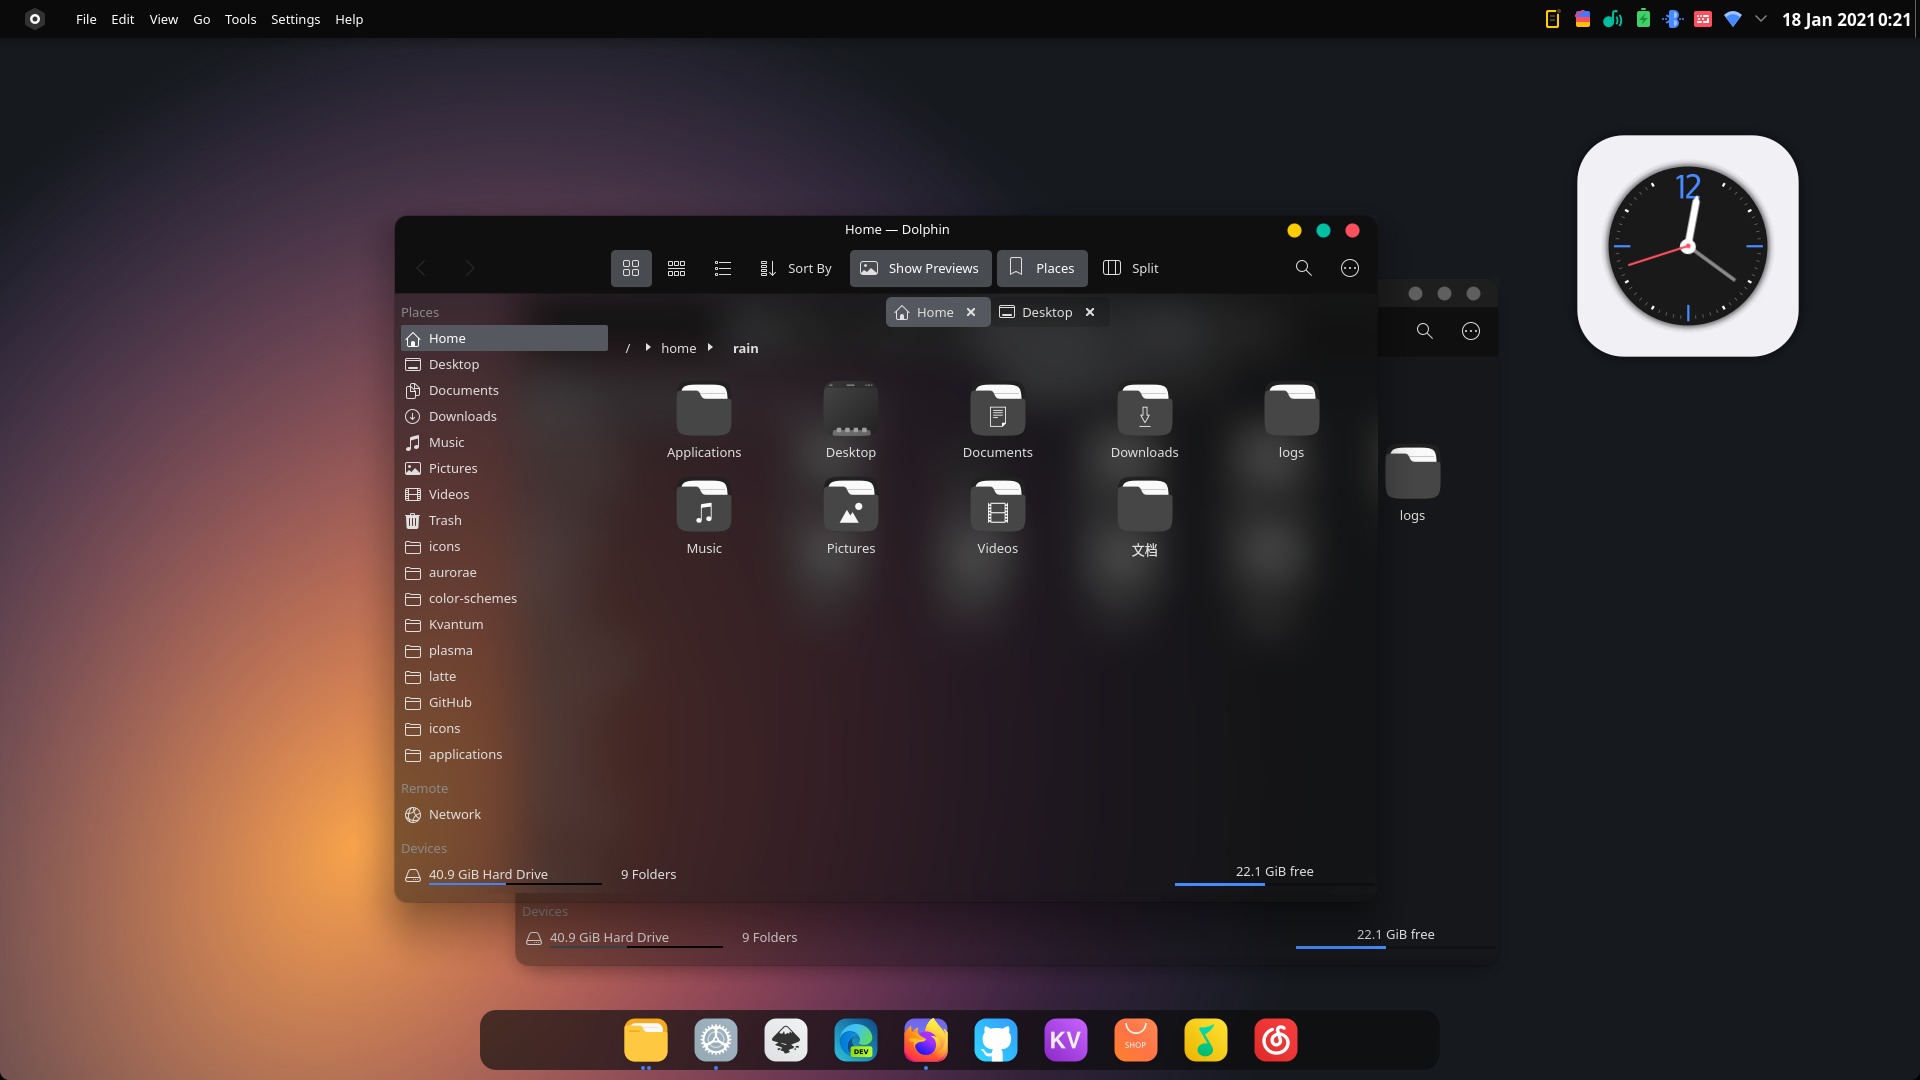 File Edit View Go Tools Settings Help
18 Jan 2021 0:21
12
Home — Dolphin
Sort By Show Previews Places Split
Places
Home
Desktop
Documents
Downloads
Music
Pictures
Videos
Trash
icons
aurorae
color-schemes
Kvantum
plasma
latte
GitHub
icons
applications
Remote
Network
Devices
40.9 GiB Hard Drive
Home Desktop
/ home rain
Applications Desktop Documents Downloads logs
Music Pictures Videos 文档
9 Folders 22.1 GiB free
logs
Devices
40.9 GiB Hard Drive 9 Folders 22.1 GiB free
DEV KV SHOP